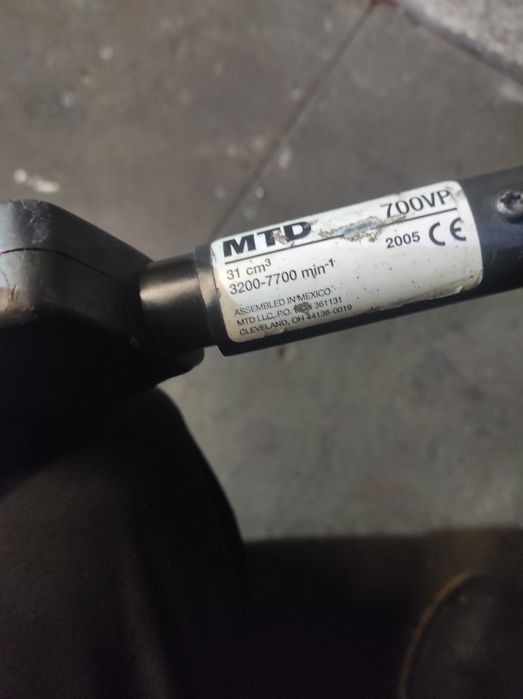 MTD 700VP
31 cm³ 2005 CE
3200-7700 min⁻¹
ASSEMBLED IN MEXICO
MTD LLC, P.O. 361131
CLEVELAND, OH 44136-0019